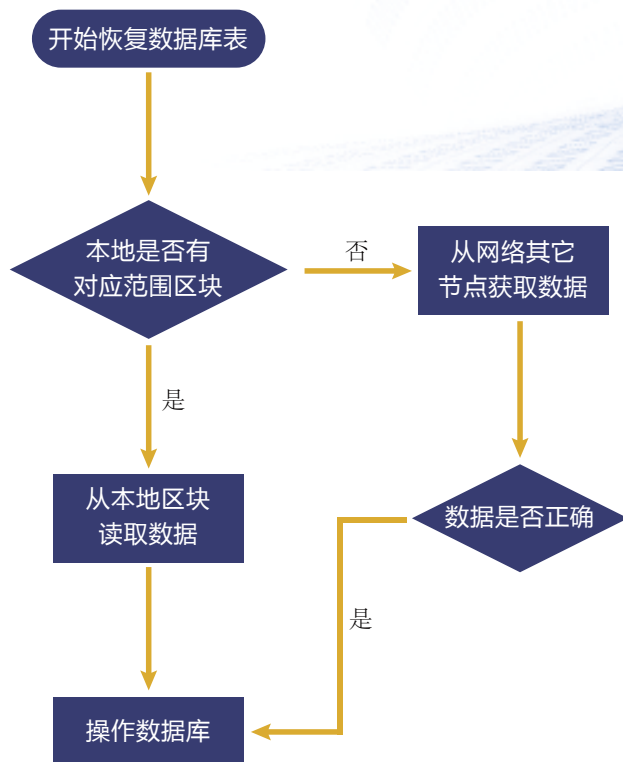 开始恢复数据库表
本地是否有
对应范围区块
否
从网络其它
节点获取数据
是
从本地区块
读取数据
数据是否正确
是
操作数据库